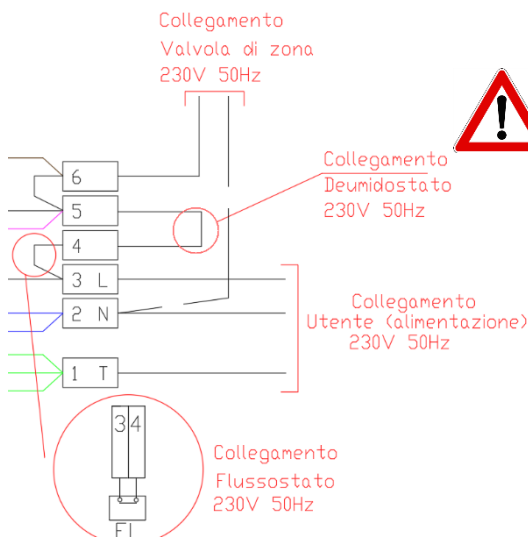 Collegamento
Valvola di zona
230V 50Hz
6
5
4
3 L
2 N
1 T
Collegamento
Deumidostato
230V 50Hz
Collegamento
Utente (alimentazione)
230V 50Hz
3 4
Collegamento
Flussostato
230V 50Hz